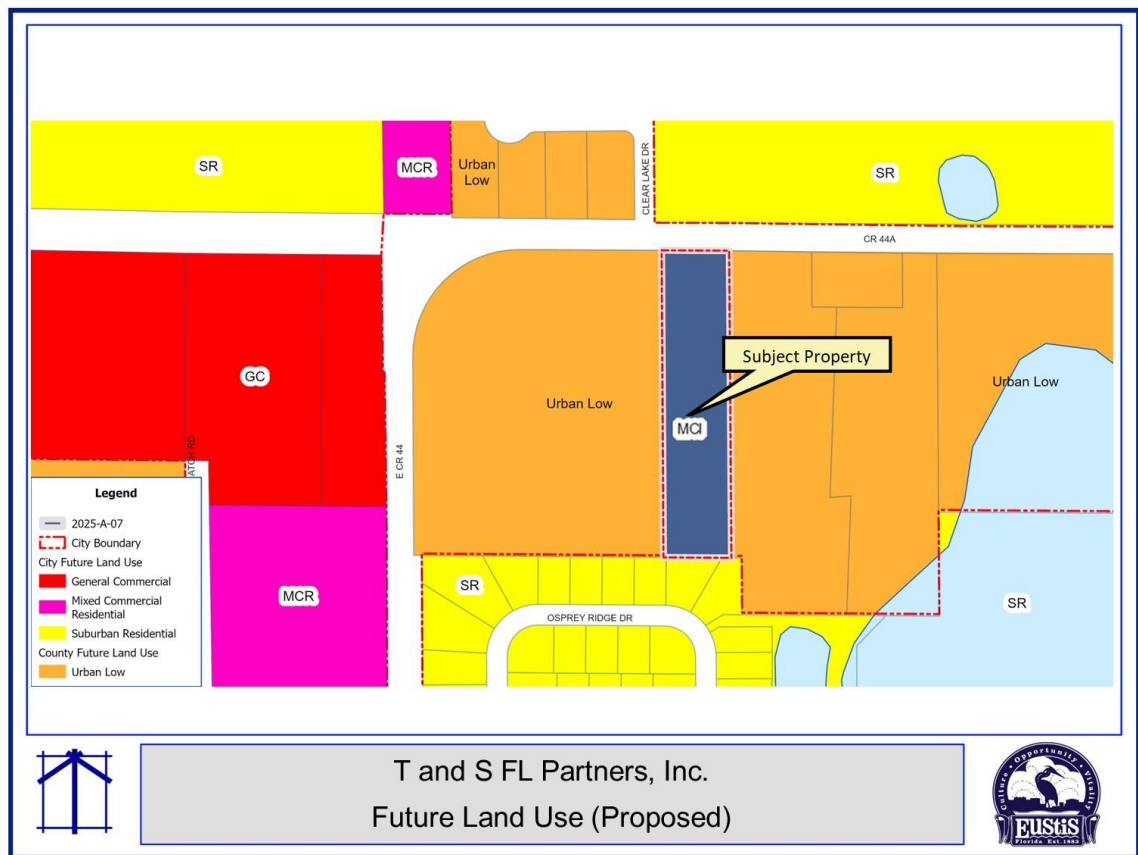 SR
MCR
Urban
Low
CLEAR LAKE DR
SR
CR 44A
GC
Urban Low
Subject Property
MCI
Urban Low
E CR 44
ATCH RD
MCR
SR
OSPREY RIDGE DR
SR
Legend
2025-A-07
City Boundary
City Future Land Use
General Commercial
Mixed Commercial
Residential
Suburban Residential
County Future Land Use
Urban Low
T and S FL Partners, Inc.
Future Land Use (Proposed)
Culture • Opportunity • Vitality
EUSTIS
Florida Est.1883